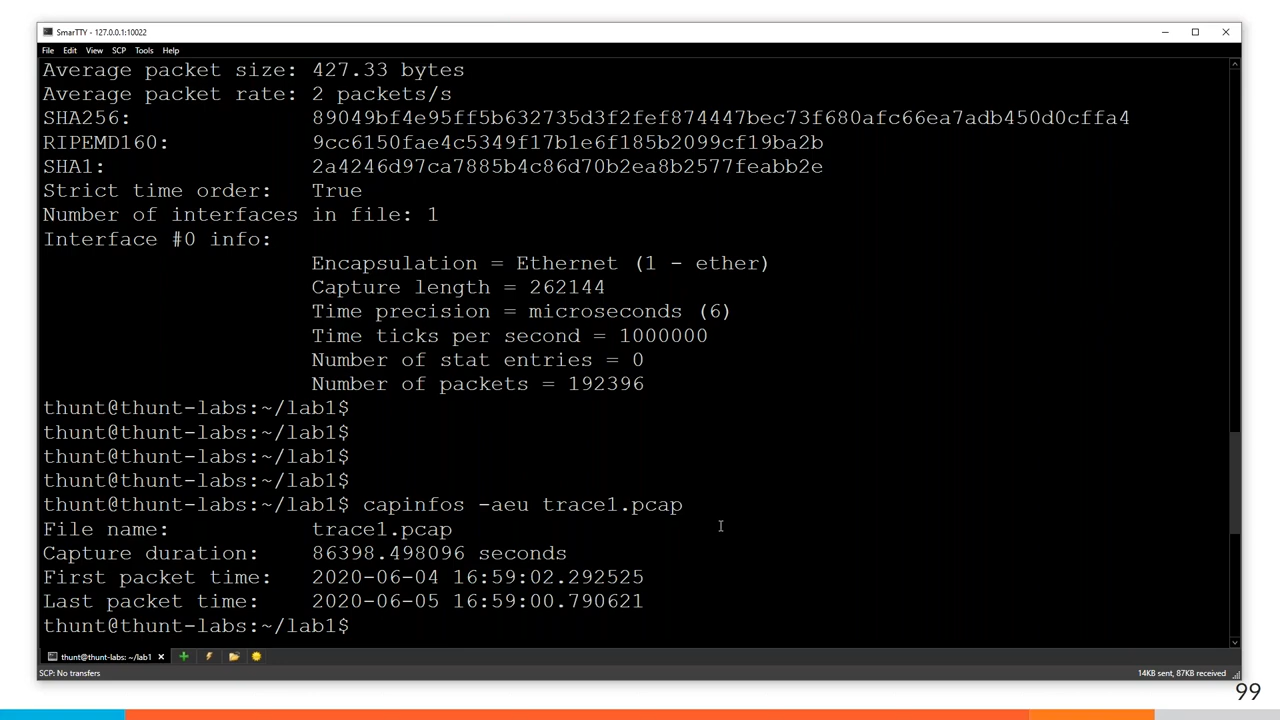 SmarTTY - 127.0.0.1:10022
File Edit View SCP Tools Help
Average packet size: 427.33 bytes
Average packet rate: 2 packets/s
SHA256: 89049bf4e95ff5b632735d3f2fef874447bec73f680afc66ea7adb450d0cffa4
RIPEMD160: 9cc6150fae4c5349f17b1e6f185b2099cf19ba2b
SHA1: 2a4246d97ca7885b4c86d70b2ea8b2577feabb2e
Strict time order: True
Number of interfaces in file: 1
Interface #0 info:
Encapsulation = Ethernet (1 - ether)
Capture length = 262144
Time precision = microseconds (6)
Time ticks per second = 1000000
Number of stat entries = 0
Number of packets = 192396
thunt@thunt-labs:~/lab1$
thunt@thunt-labs:~/lab1$
thunt@thunt-labs:~/lab1$
thunt@thunt-labs:~/lab1$
thunt@thunt-labs:~/lab1$ capinfos -aeu trace1.pcap
File name: trace1.pcap
Capture duration: 86398.498096 seconds
First packet time: 2020-06-04 16:59:02.292525
Last packet time: 2020-06-05 16:59:00.790621
thunt@thunt-labs:~/lab1$
thunt@thunt-labs: ~/lab1
SCP: No transfers 14KB sent, 87KB received
99